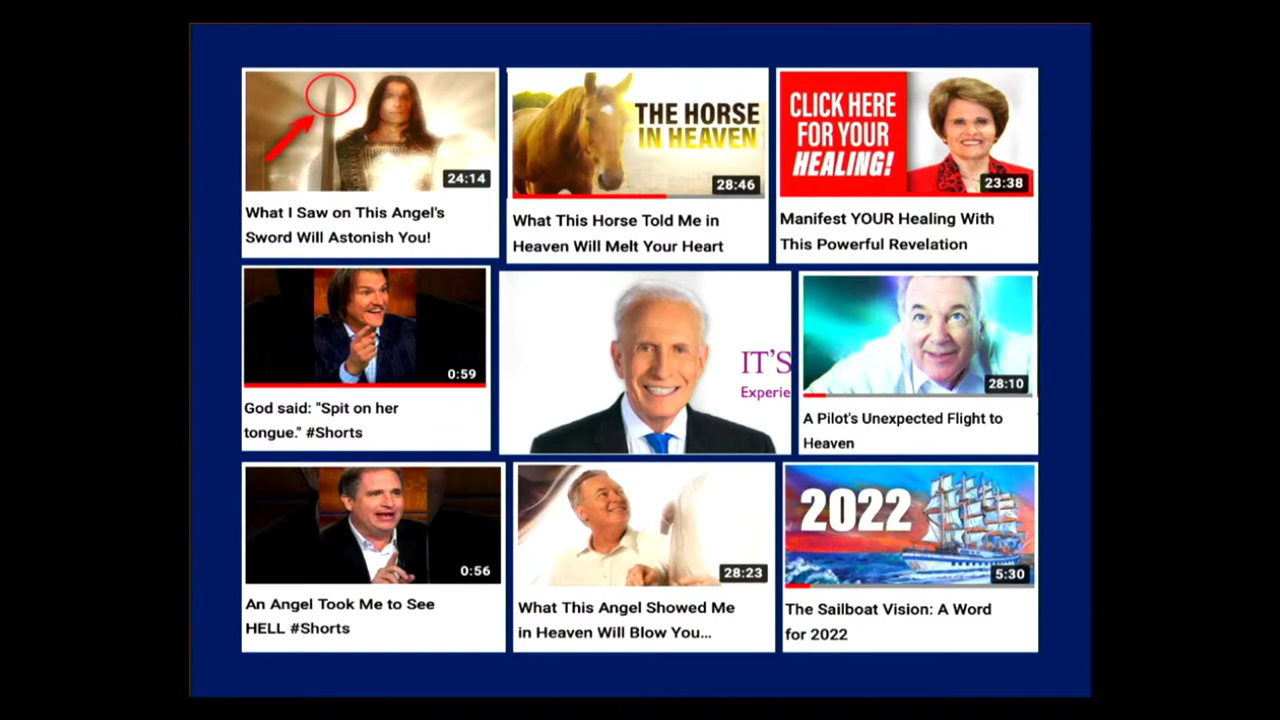 24:14
What I Saw on This Angel's
Sword Will Astonish You!
THE HORSE
IN HEAVEN
28:46
What This Horse Told Me in
Heaven Will Melt Your Heart
CLICK HERE
FOR YOUR
HEALING!
23:38
Manifest YOUR Healing With
This Powerful Revelation
0:59
God said: "Spit on her
tongue." #Shorts
IT'S
Experie
28:10
A Pilot's Unexpected Flight to
Heaven
0:56
An Angel Took Me to See
HELL #Shorts
28:23
What This Angel Showed Me
in Heaven Will Blow You...
2022
5:30
The Sailboat Vision: A Word
for 2022